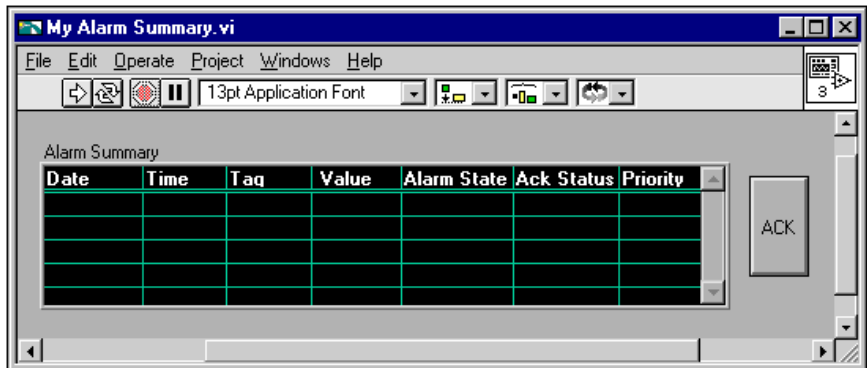 My Alarm Summary.vi
File Edit Operate Project Windows Help
13pt Application Font
3
Alarm Summary
Date Time Tag Value Alarm State Ack Status Priority
ACK